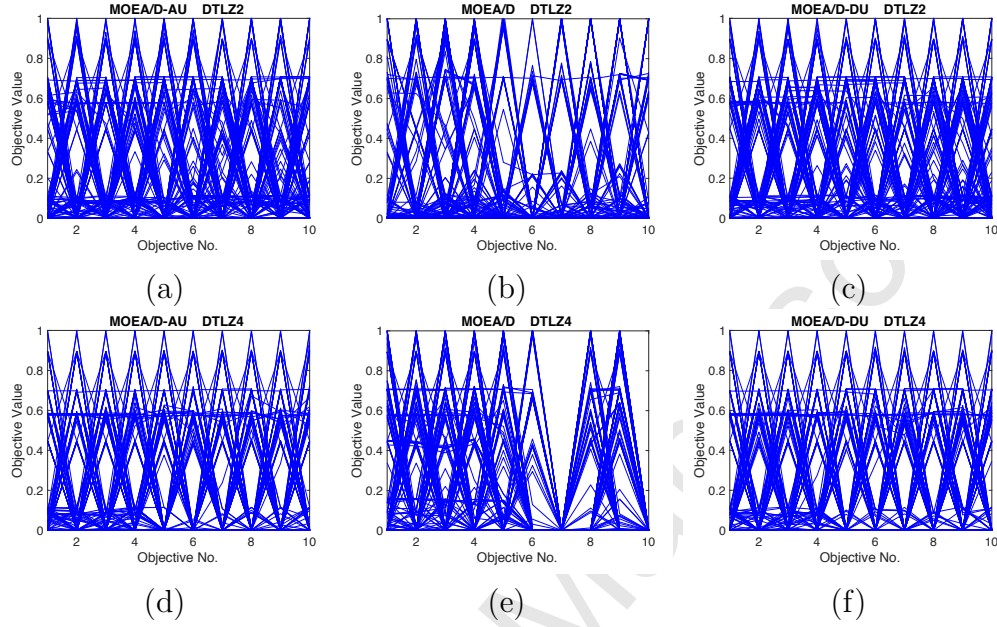 MOEA/D-AU DTLZ2
Objective Value
1
0.8
0.6
0.4
0.2
0
2 4 6 8 10
Objective No.
(a)
MOEA/D DTLZ2
Objective Value
1
0.8
0.6
0.4
0.2
0
2 4 6 8 10
Objective No.
(b)
MOEA/D-DU DTLZ2
Objective Value
1
0.8
0.6
0.4
0.2
0
2 4 6 8 10
Objective No.
(c)
MOEA/D-AU DTLZ4
Objective Value
1
0.8
0.6
0.4
0.2
0
2 4 6 8 10
Objective No.
(d)
MOEA/D DTLZ4
Objective Value
1
0.8
0.6
0.4
0.2
0
2 4 6 8 10
Objective No.
(e)
MOEA/D-DU DTLZ4
Objective Value
1
0.8
0.6
0.4
0.2
0
2 4 6 8 10
Objective No.
(f)